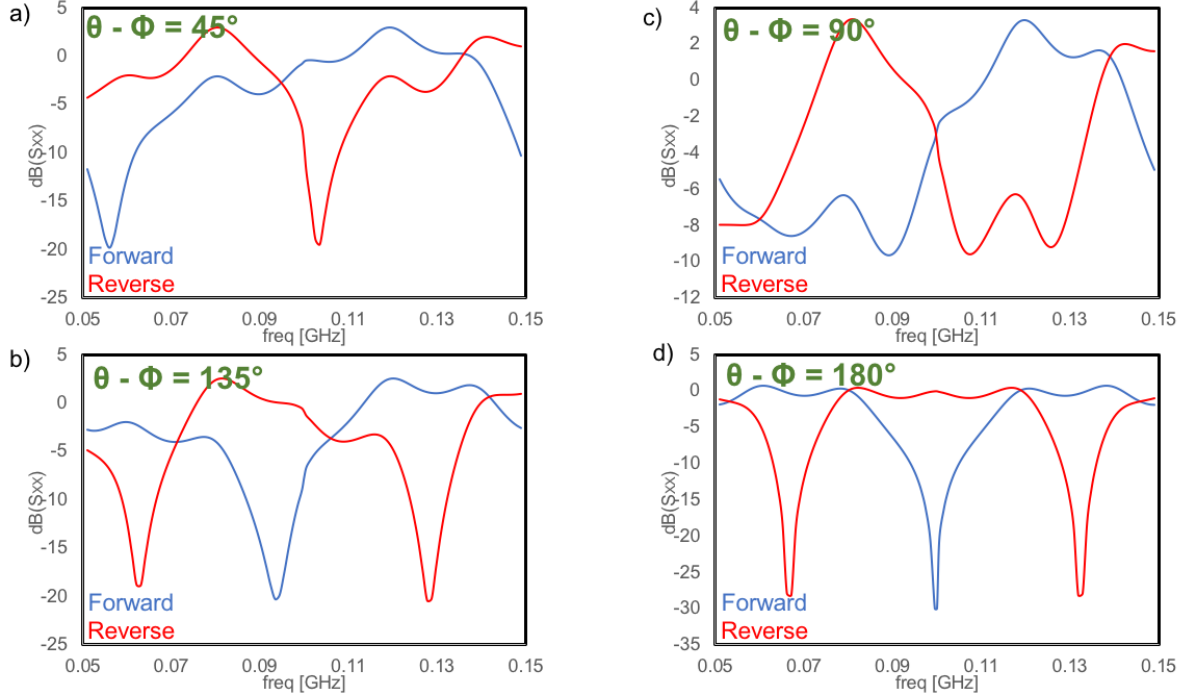 a)
θ - Φ = 45°
5
0
-5
-10
-15
-20
-25
dB(Sxx)
Forward
Reverse
0.05 0.07 0.09 0.11 0.13 0.15
freq [GHz]
c)
θ - Φ = 90°
4
2
0
-2
-4
-6
-8
-10
-12
dB(Sxx)
Forward
Reverse
0.05 0.07 0.09 0.11 0.13 0.15
freq [GHz]
b)
θ - Φ = 135°
5
0
-5
-10
-15
-20
-25
dB(Sxx)
Forward
Reverse
0.05 0.07 0.09 0.11 0.13 0.15
freq [GHz]
d)
θ - Φ = 180°
5
0
-5
-10
-15
-20
-25
-30
-35
dB(Sxx)
Forward
Reverse
0.05 0.07 0.09 0.11 0.13 0.15
freq [GHz]